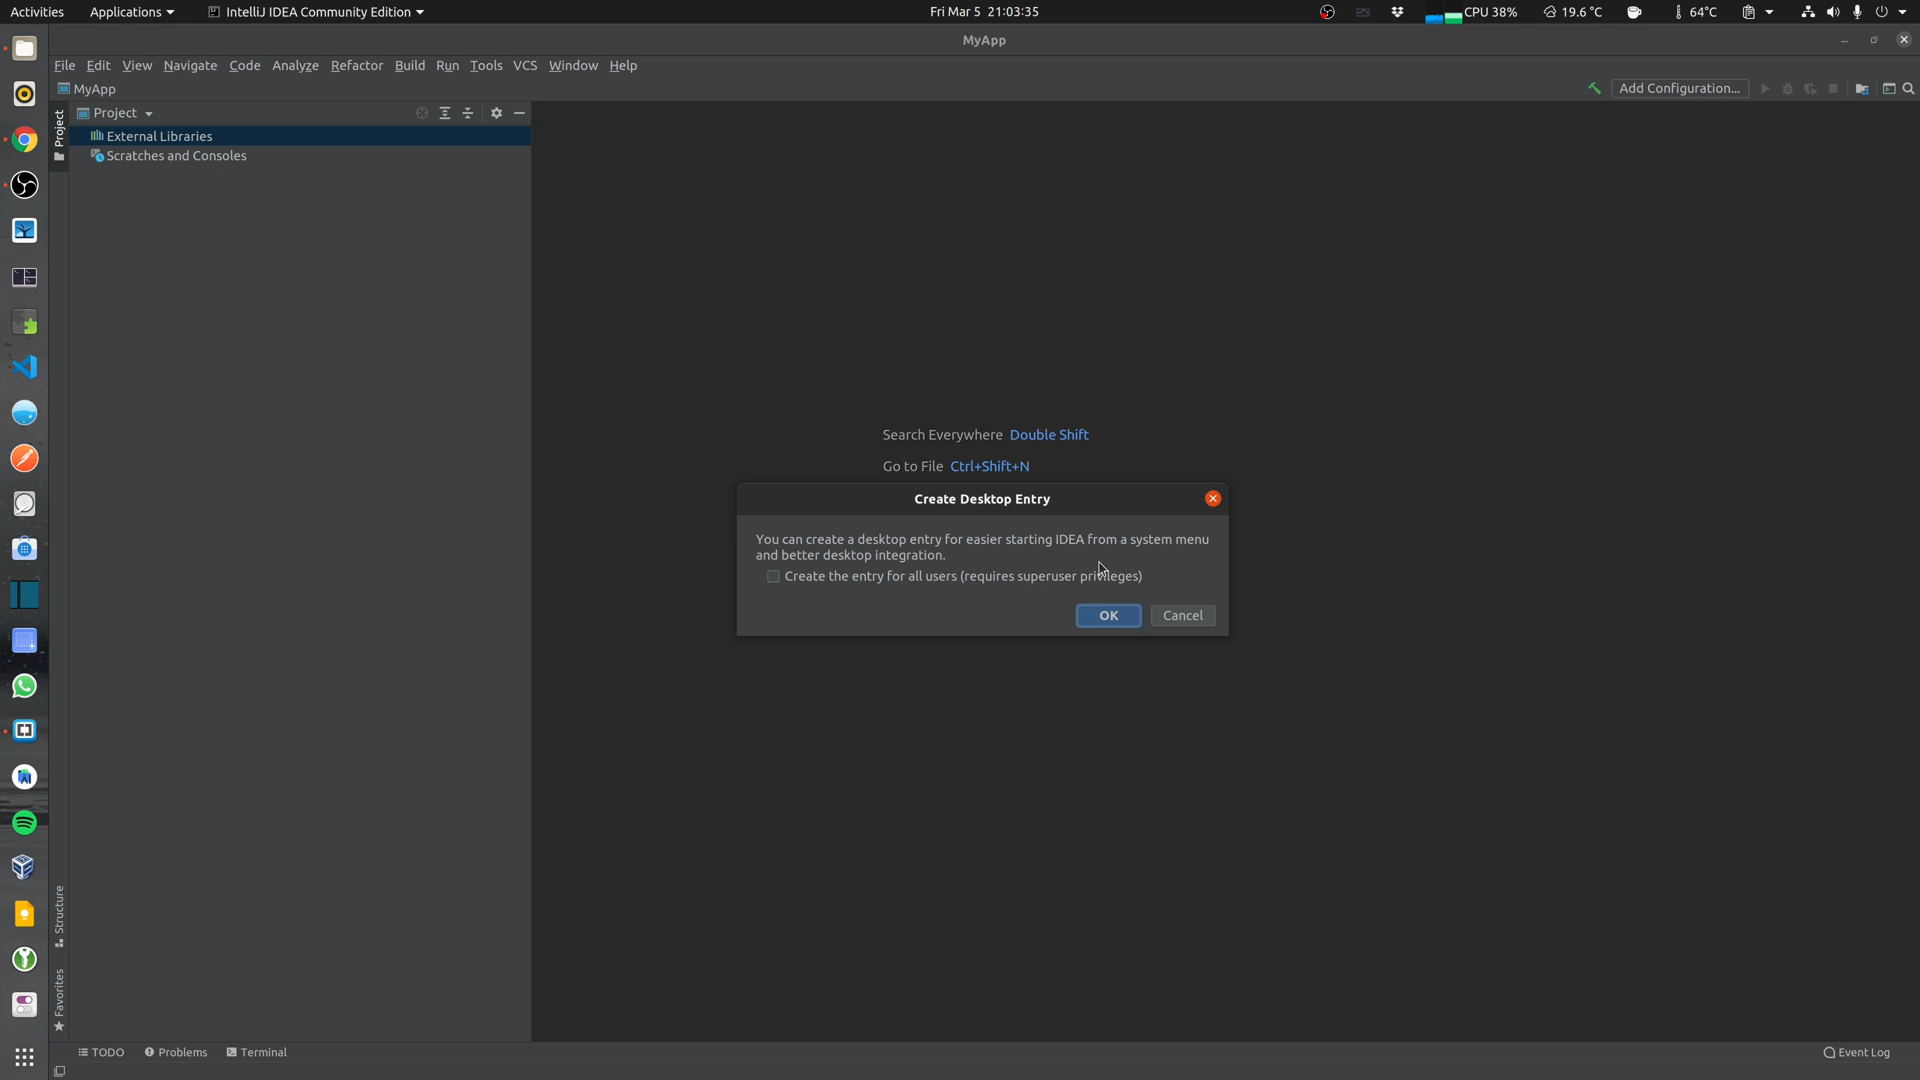 Activities Applications IntelliJ IDEA Community Edition Fri Mar 5 21:03:35 CPU 38% 19.6 °C 64°C
MyApp
File Edit View Navigate Code Analyze Refactor Build Run Tools VCS Window Help
MyApp Add Configuration...
Project
Project
External Libraries
Scratches and Consoles
Search Everywhere Double Shift
Go to File Ctrl+Shift+N
Create Desktop Entry
You can create a desktop entry for easier starting IDEA from a system menu
and better desktop integration.
Create the entry for all users (requires superuser privileges)
OK Cancel
Structure
Favorites
TODO Problems Terminal Event Log